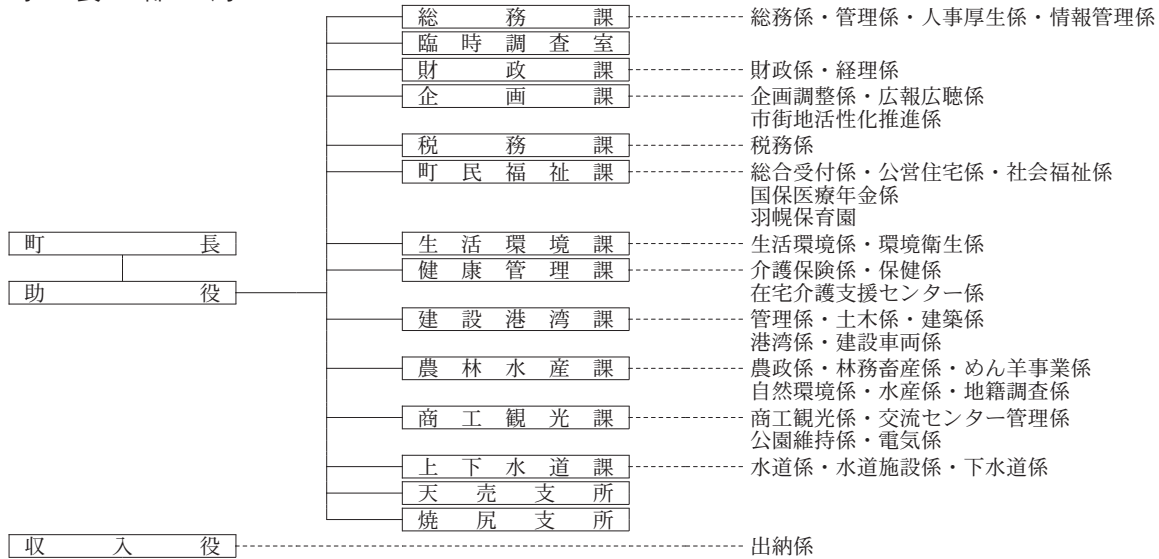 総務課 総務係・管理係・人事厚生係・情報管理係
臨時調査室
財政課 財政係・経理係
企画課 企画調整係・広報広聴係
市街地活性化推進係
税務課 税務係
町民福祉課 総合受付係・公営住宅係・社会福祉係
国保医療年金係
羽幌保育園
町長 生活環境課 生活環境係・環境衛生係
健康管理課 介護保険係・保健係
助役 在宅介護支援センター係
建設港湾課 管理係・土木係・建築係
港湾係・建設車両係
農林水産課 農政係・林務畜産係・めん羊事業係
自然環境係・水産係・地籍調査係
商工観光課 商工観光係・交流センター管理係
公園維持係・電気係
上下水道課 水道係・水道施設係・下水道係
天売支所
焼尻支所
収入役 出納係